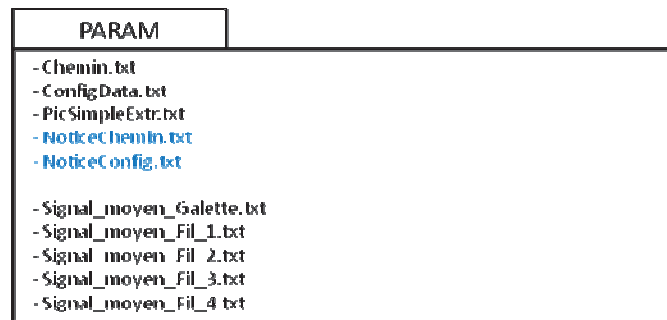 PARAM
- Chemin.txt
- ConfigData.txt
- PicSimpleExtr.txt
- NoticeChemin.txt
- NoticeConfig.txt
- Signal_moyen_Galette.txt
- Signal_moyen_Fil_1.txt
- Signal_moyen_Fil_2.txt
- Signal_moyen_Fil_3.txt
- Signal_moyen_Fil_4.txt